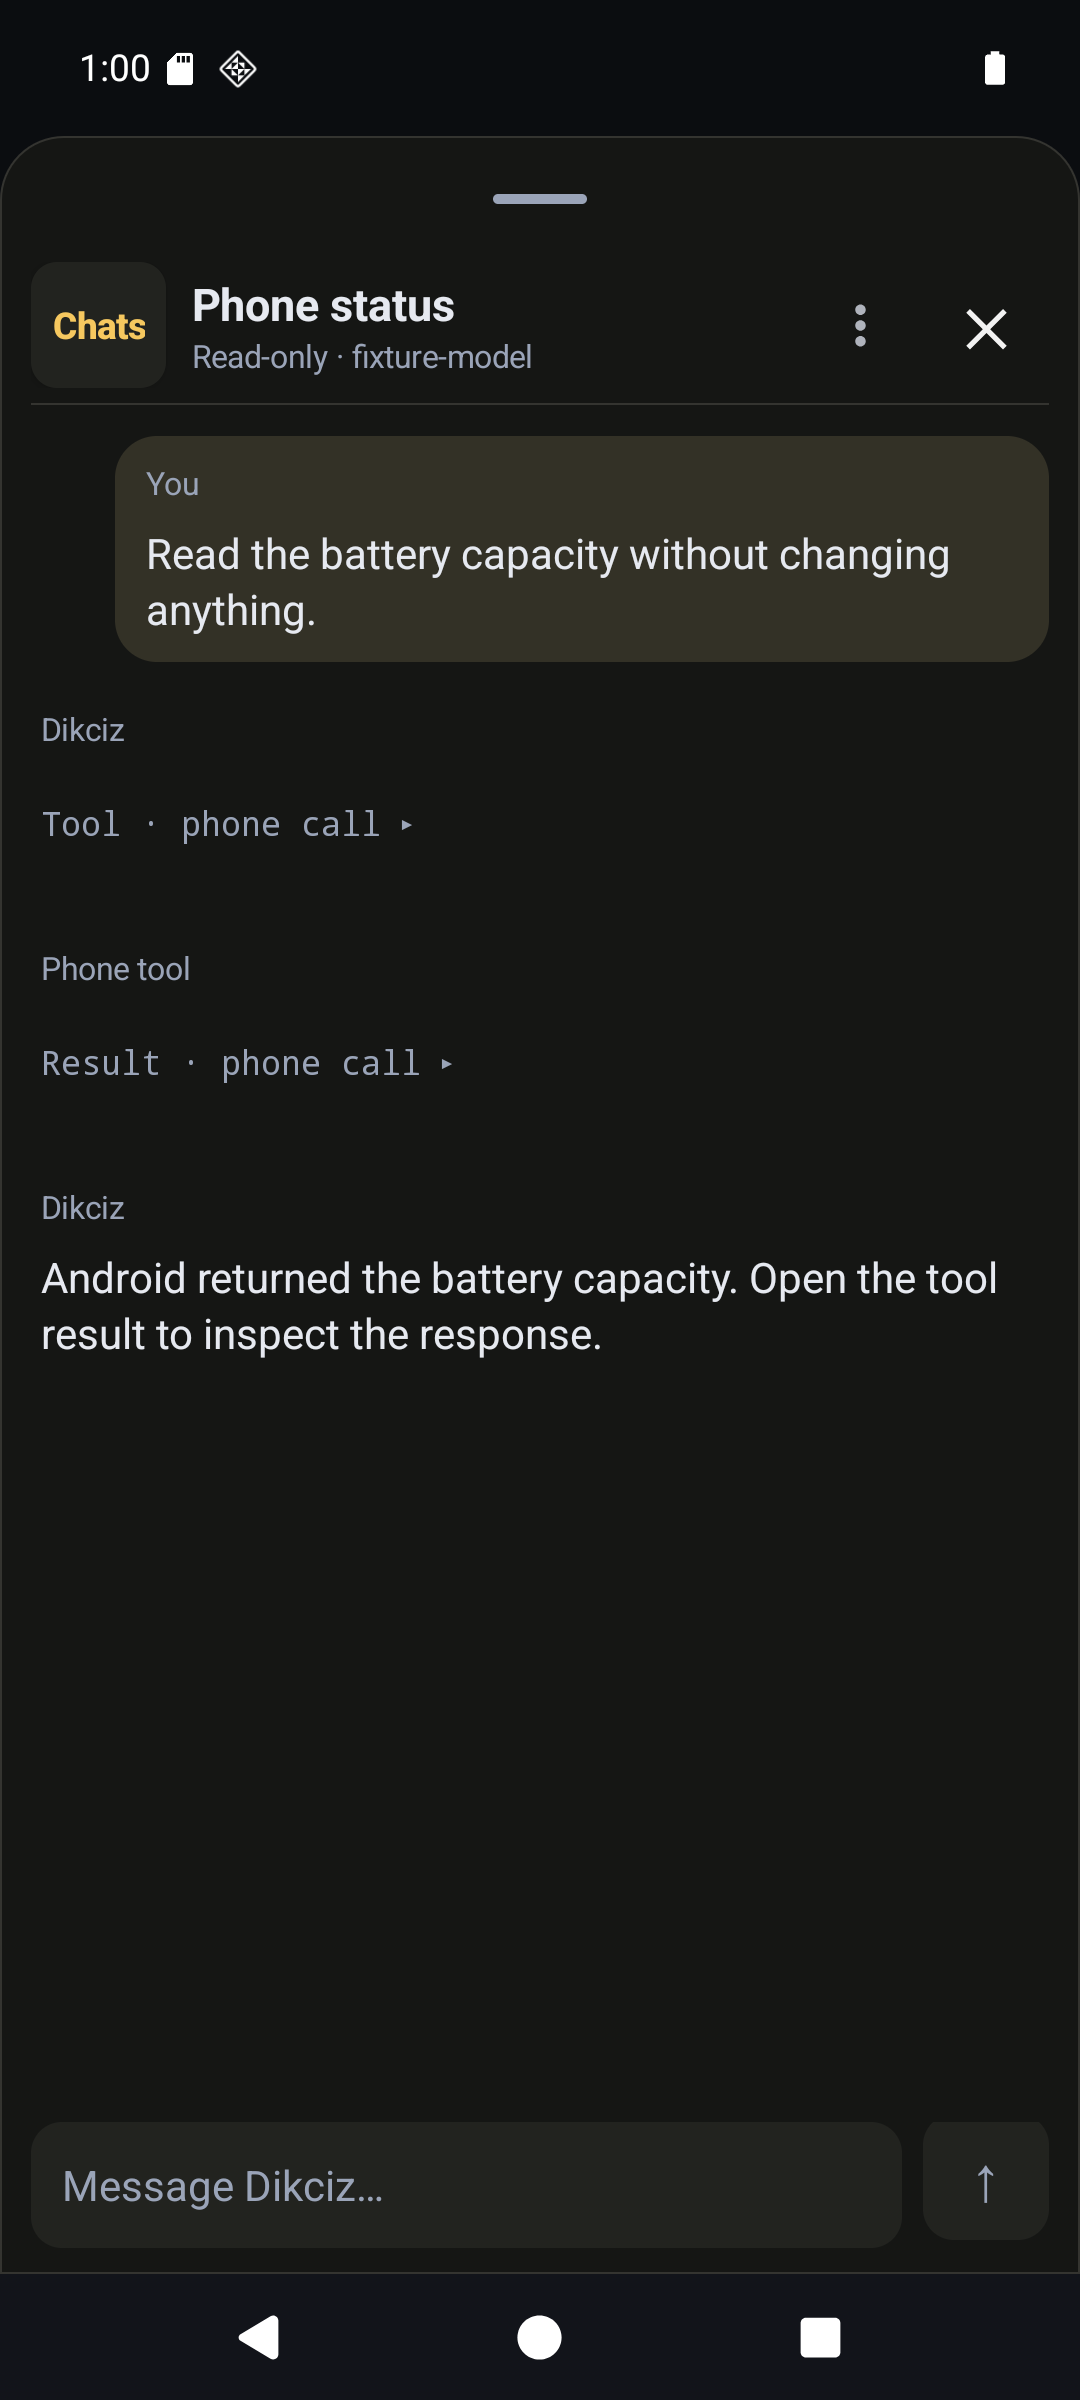 1:00
Chats
Phone status
Read-only · fixture-model
You
Read the battery capacity without changing
anything.
Dikciz
Tool · phone call ▸
Phone tool
Result · phone call ▸
Dikciz
Android returned the battery capacity. Open the tool
result to inspect the response.
Message Dikciz…
↑